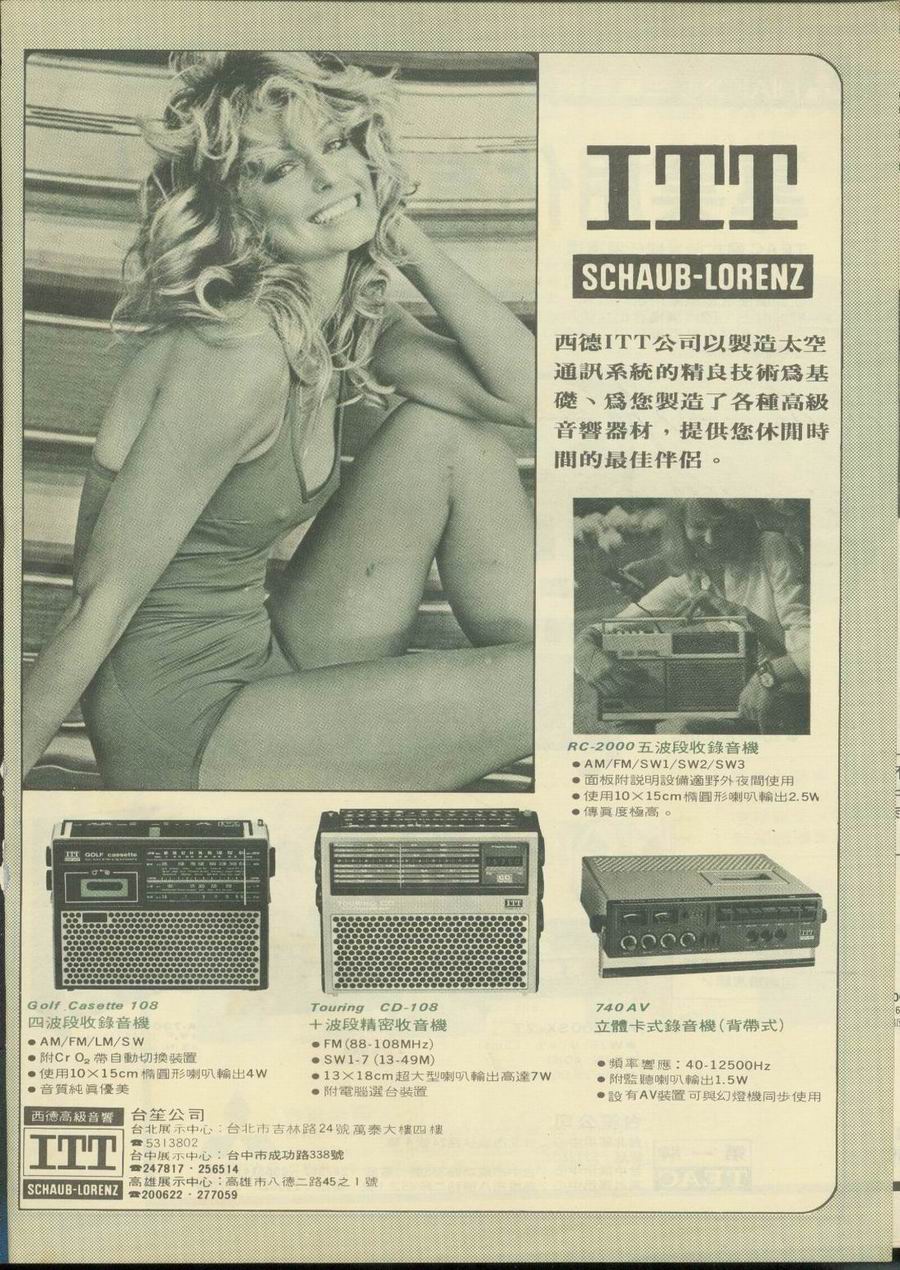 ITT
SCHAUB-LORENZ
西德ITT公司以製造太空
通訊系統的精良技術爲基
礎、爲您製造了各種高級
音響器材，提供您休閒時
間的最佳伴侶。
RC-2000五波段收錄音機
●AM/FM/SW1/SW2/SW3
●面板附説明設備適野外夜間使用
●使用10×15cm橢圓形喇叭輸出2.5W
●傳眞度極高。
ITT
GOLF cassette
TOURING CD
ITT
ITT
Golf Casette 108
四波段收錄音機
●AM/FM/LM/SW
●附CrO₂帶自動切換裝置
●使用10×15cm橢圓形喇叭輸出4W
●音質純眞優美
Touring CD-108
十波段精密收音機
●FM(88-108MHz)
●SW1-7 (13-49M)
●13×18cm超大型喇叭輸出高達7W
●附電腦選台裝置
740AV
立體卡式錄音機(背帶式)
●頻率響應：40-12500Hz
●附監聽喇叭輸出1.5W
●設有AV裝置可與幻燈機同步使用
西德高級音響
ITT
SCHAUB-LORENZ
台笙公司
台北展示中心：台北市吉林路24號萬泰大樓四樓
☎5313802
台中展示中心：台中市成功路338號
☎247817·256514
高雄展示中心：高雄市八德二路45之1號
☎200622·277059